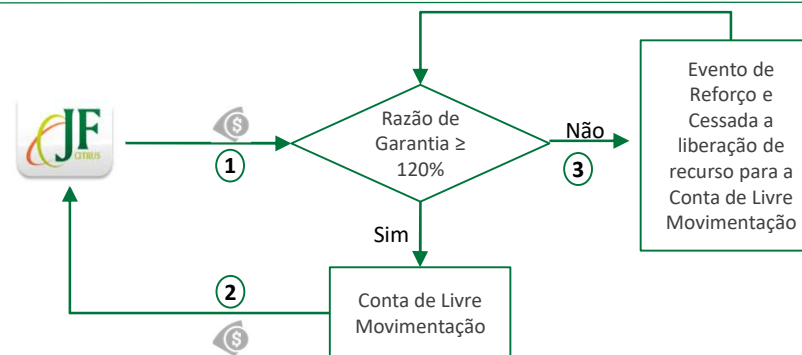 JF
CITRUS
$
1
Razão de
Garantia ≥
120%
Não
3
Evento de
Reforço e
Cessada a
liberação de
recurso para a
Conta de Livre
Movimentação
Sim
2
$
Conta de Livre
Movimentação